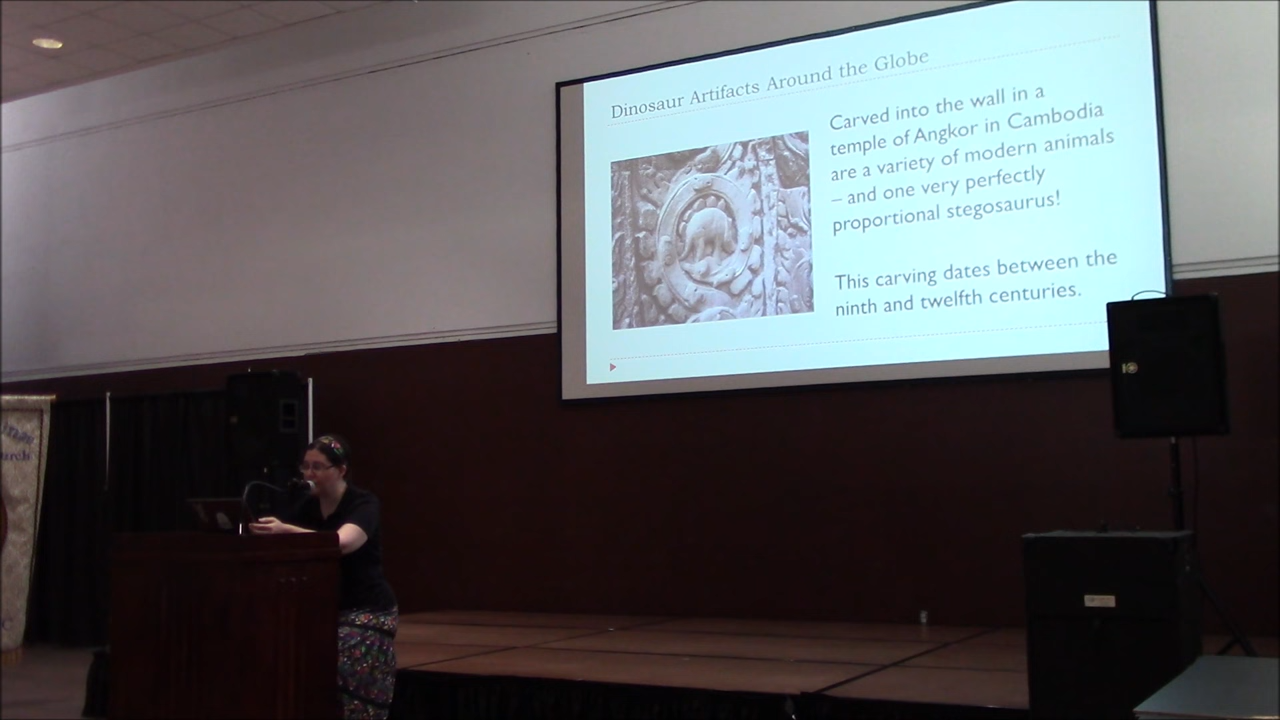 Dinosaur Artifacts Around the Globe
Carved into the wall in a
temple of Angkor in Cambodia
are a variety of modern animals
– and one very perfectly
proportional stegosaurus!
This carving dates between the
ninth and twelfth centuries.